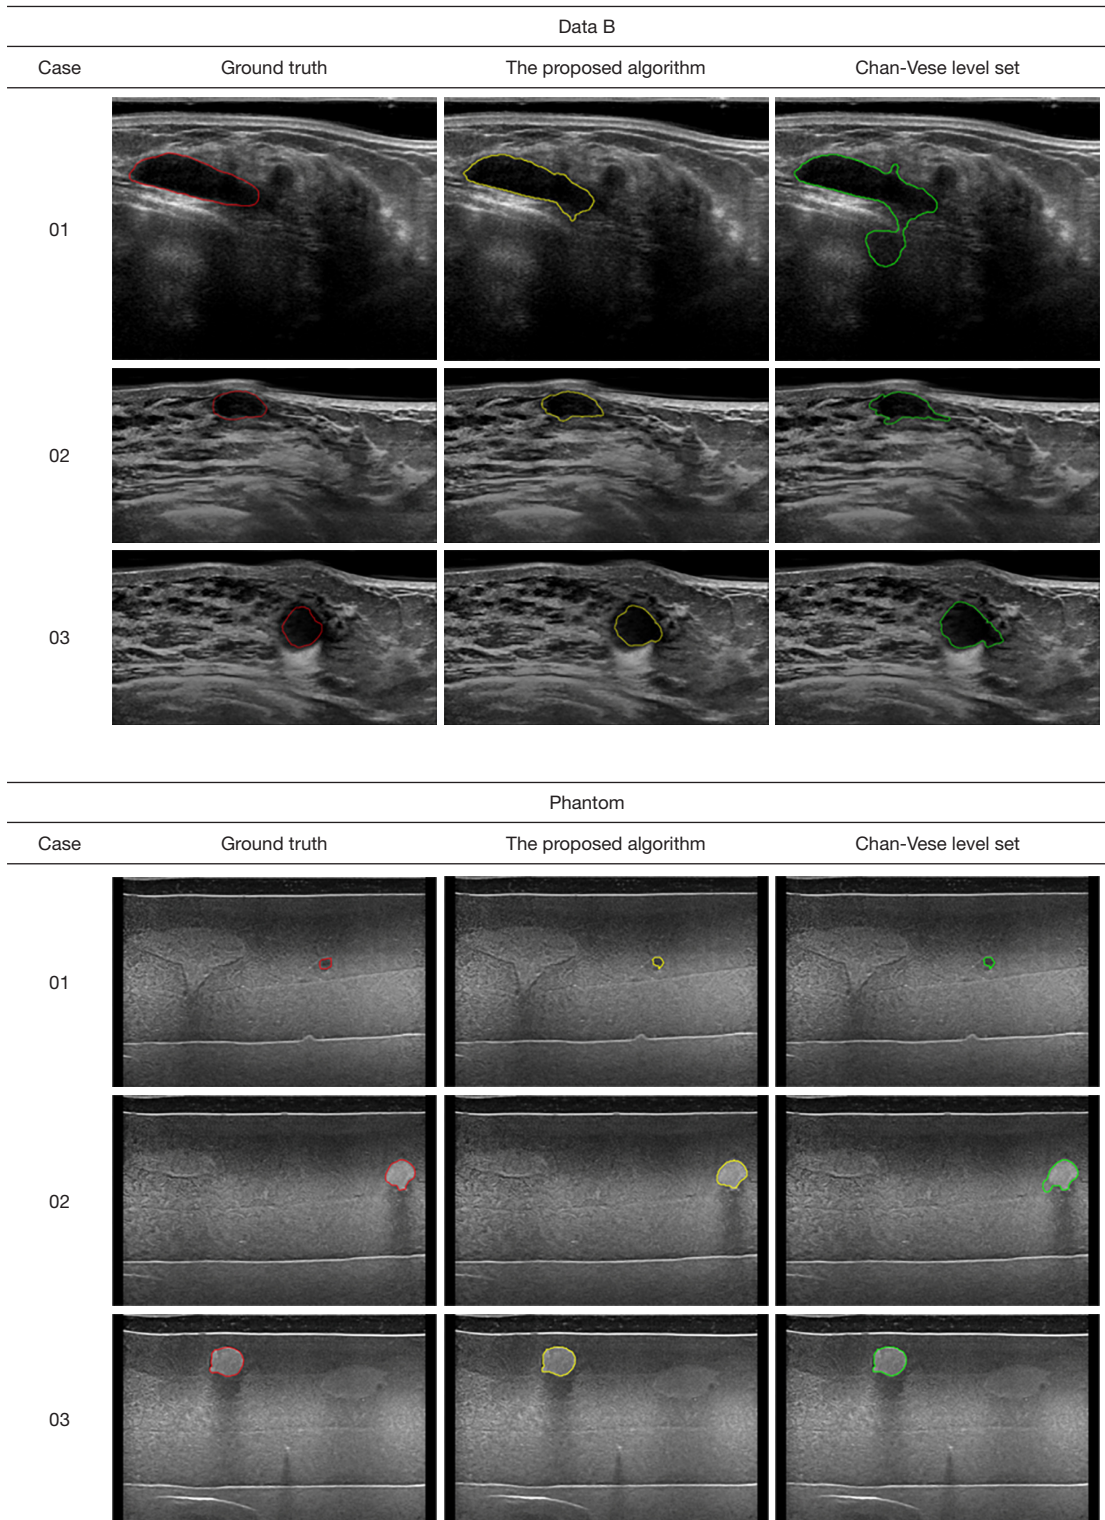 Data B
Case Ground truth The proposed algorithm Chan-Vese level set
01
02
03
Phantom
Case Ground truth The proposed algorithm Chan-Vese level set
01
02
03